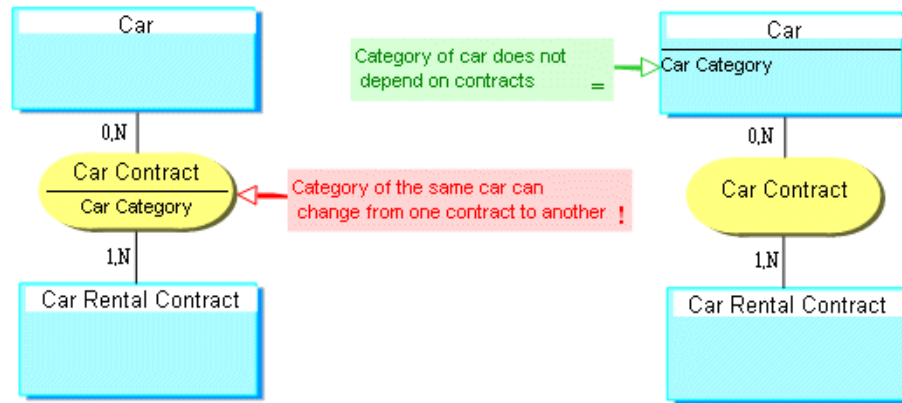 Car
0,N
Car Contract
Car Category
1,N
Car Rental Contract
Category of the same car can
change from one contract to another !
Category of car does not
depend on contracts =
Car
Car Category
0,N
Car Contract
1,N
Car Rental Contract